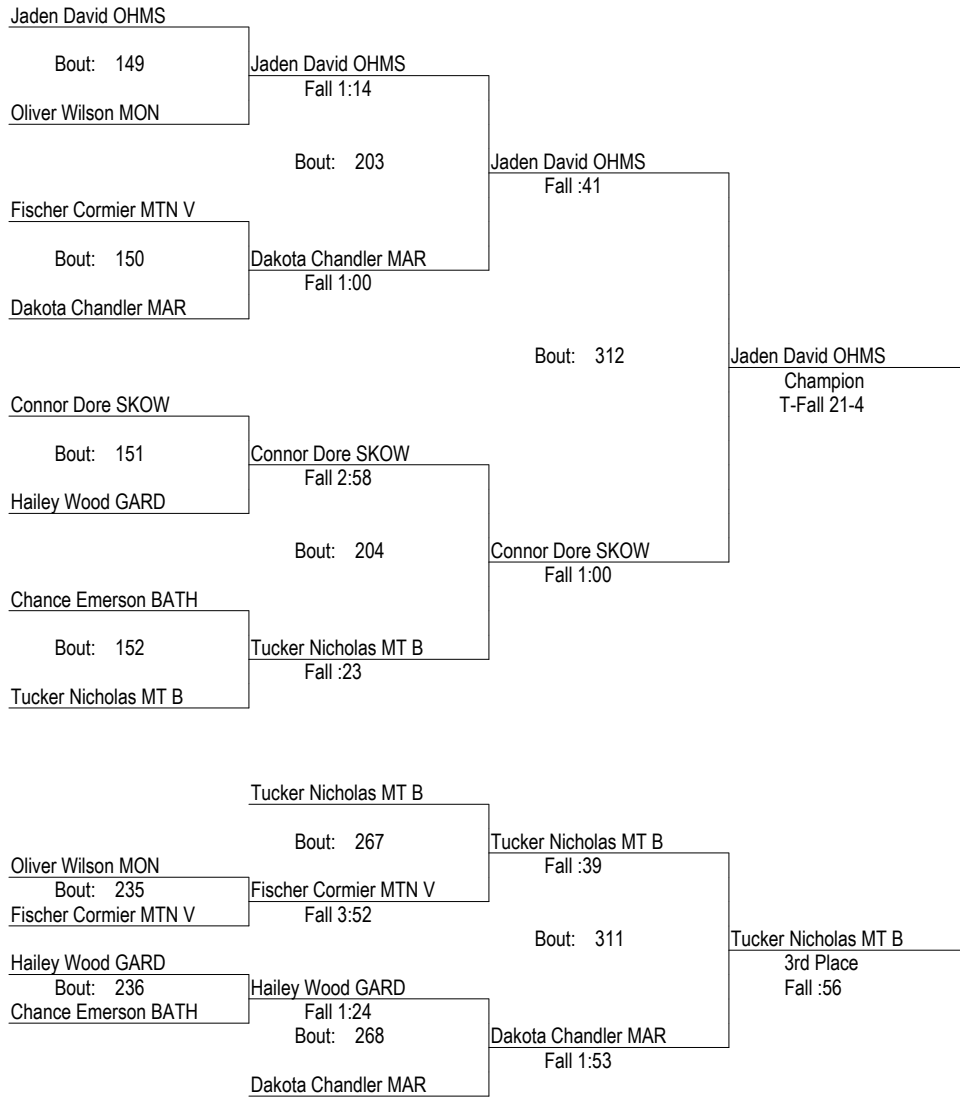 Jaden David OHMS
Bout: 149
Jaden David OHMS
Fall 1:14
Oliver Wilson MON
Bout: 203
Jaden David OHMS
Fall :41
Fischer Cormier MTN V
Bout: 150
Dakota Chandler MAR
Fall 1:00
Dakota Chandler MAR
Bout: 312
Jaden David OHMS
Champion
T-Fall 21-4
Connor Dore SKOW
Bout: 151
Connor Dore SKOW
Fall 2:58
Hailey Wood GARD
Bout: 204
Connor Dore SKOW
Fall 1:00
Chance Emerson BATH
Bout: 152
Tucker Nicholas MT B
Fall :23
Tucker Nicholas MT B
Tucker Nicholas MT B
Bout: 267
Tucker Nicholas MT B
Fall :39
Oliver Wilson MON
Bout: 235
Fischer Cormier MTN V
Fischer Cormier MTN V
Fall 3:52
Bout: 311
Tucker Nicholas MT B
3rd Place
Fall :56
Hailey Wood GARD
Bout: 236
Hailey Wood GARD
Chance Emerson BATH
Fall 1:24
Bout: 268
Dakota Chandler MAR
Fall 1:53
Dakota Chandler MAR